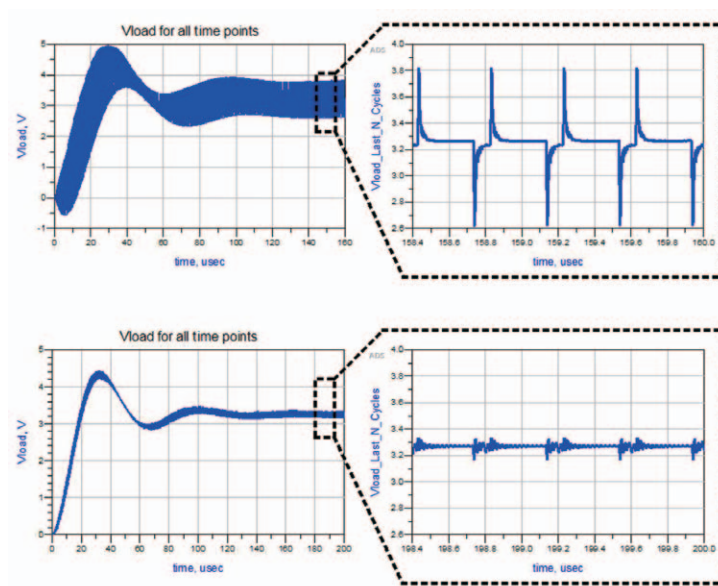 Vload for all time points
Vload, V
5
4
3
2
1
0
-1
0 20 40 60 80 100 120 140 160
time, usec
ADS
Vload_Last_N_Cycles
4.0
3.8
3.6
3.4
3.2
3.0
2.8
2.6
158.4 158.6 158.8 159.0 159.2 159.4 159.6 159.8 160.0
time, usec
Vload for all time points
Vload, V
5
4
3
2
1
0
0 20 40 60 80 100 120 140 160 180 200
time, usec
ADS
Vload_Last_N_Cycles
4.0
3.8
3.6
3.4
3.2
3.0
2.8
2.6
198.4 198.6 198.8 199.0 199.2 199.4 199.6 199.8 200.0
time, usec